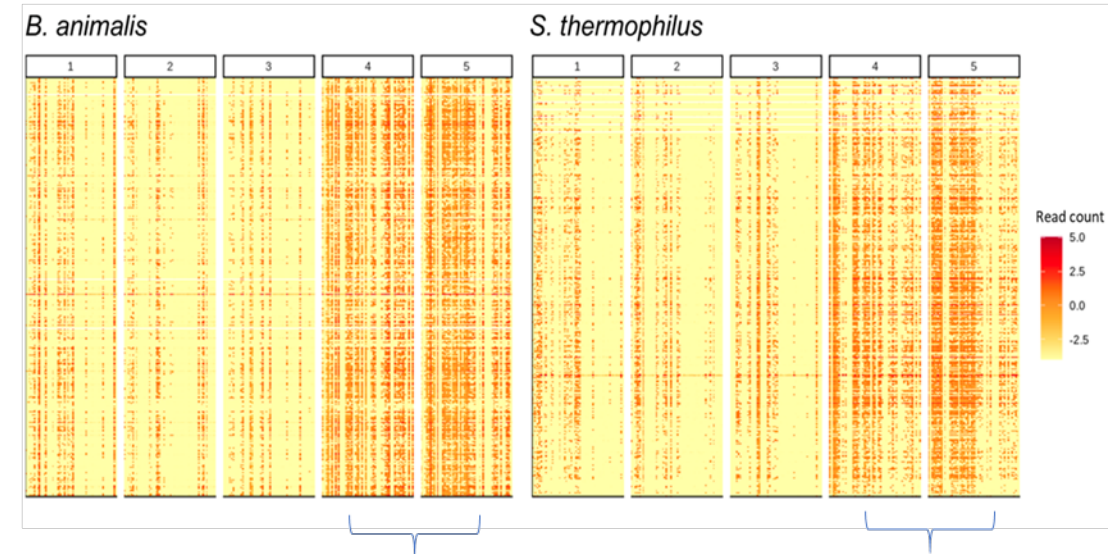 B. animalis
S. thermophilus
1 2 3 4 5
1 2 3 4 5
Read count
5.0
2.5
0.0
-2.5